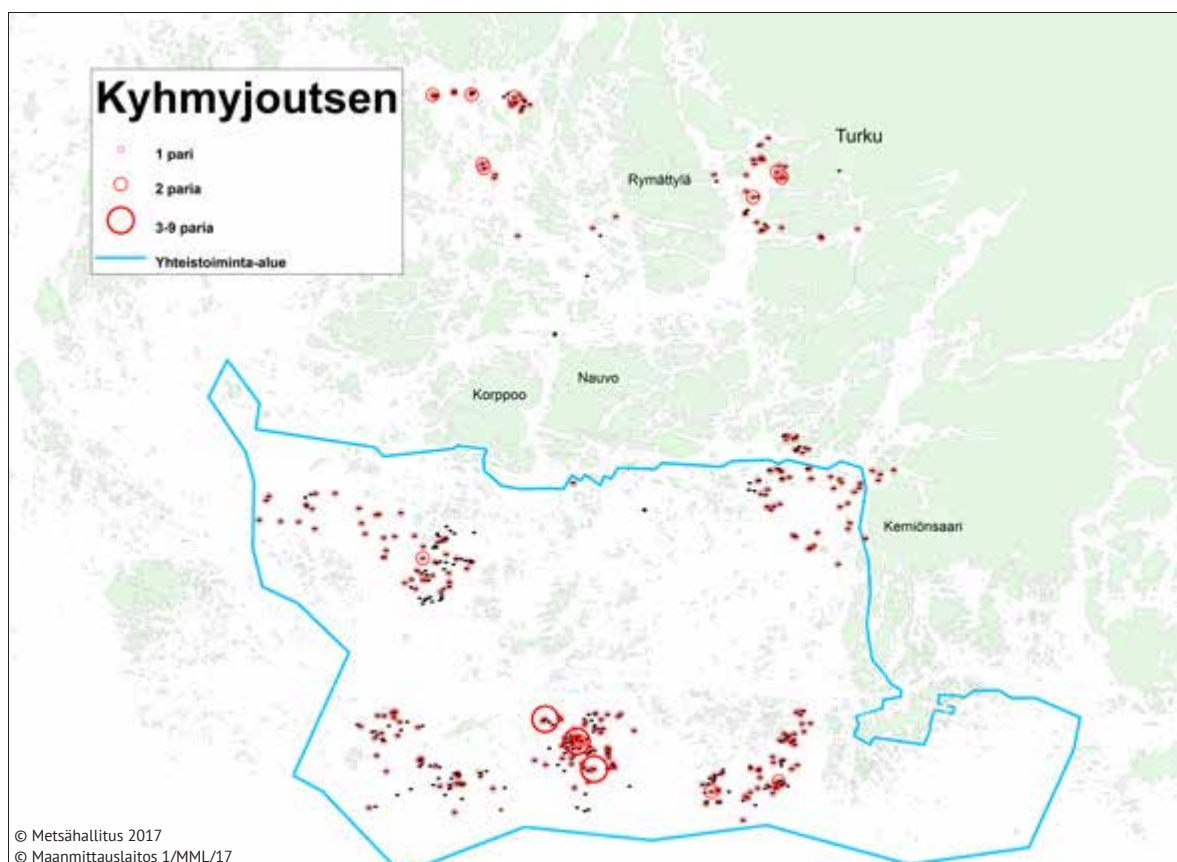 Kyhmyjoutsen
1 pari
2 paria
3-9 paria
Yhteistoiminta-alue
Turku
Rymättylä
Nauvo
Korppoo
Kemiönsaari
© Metsähallitus 2017
© Maanmittauslaitos 1/MML/17